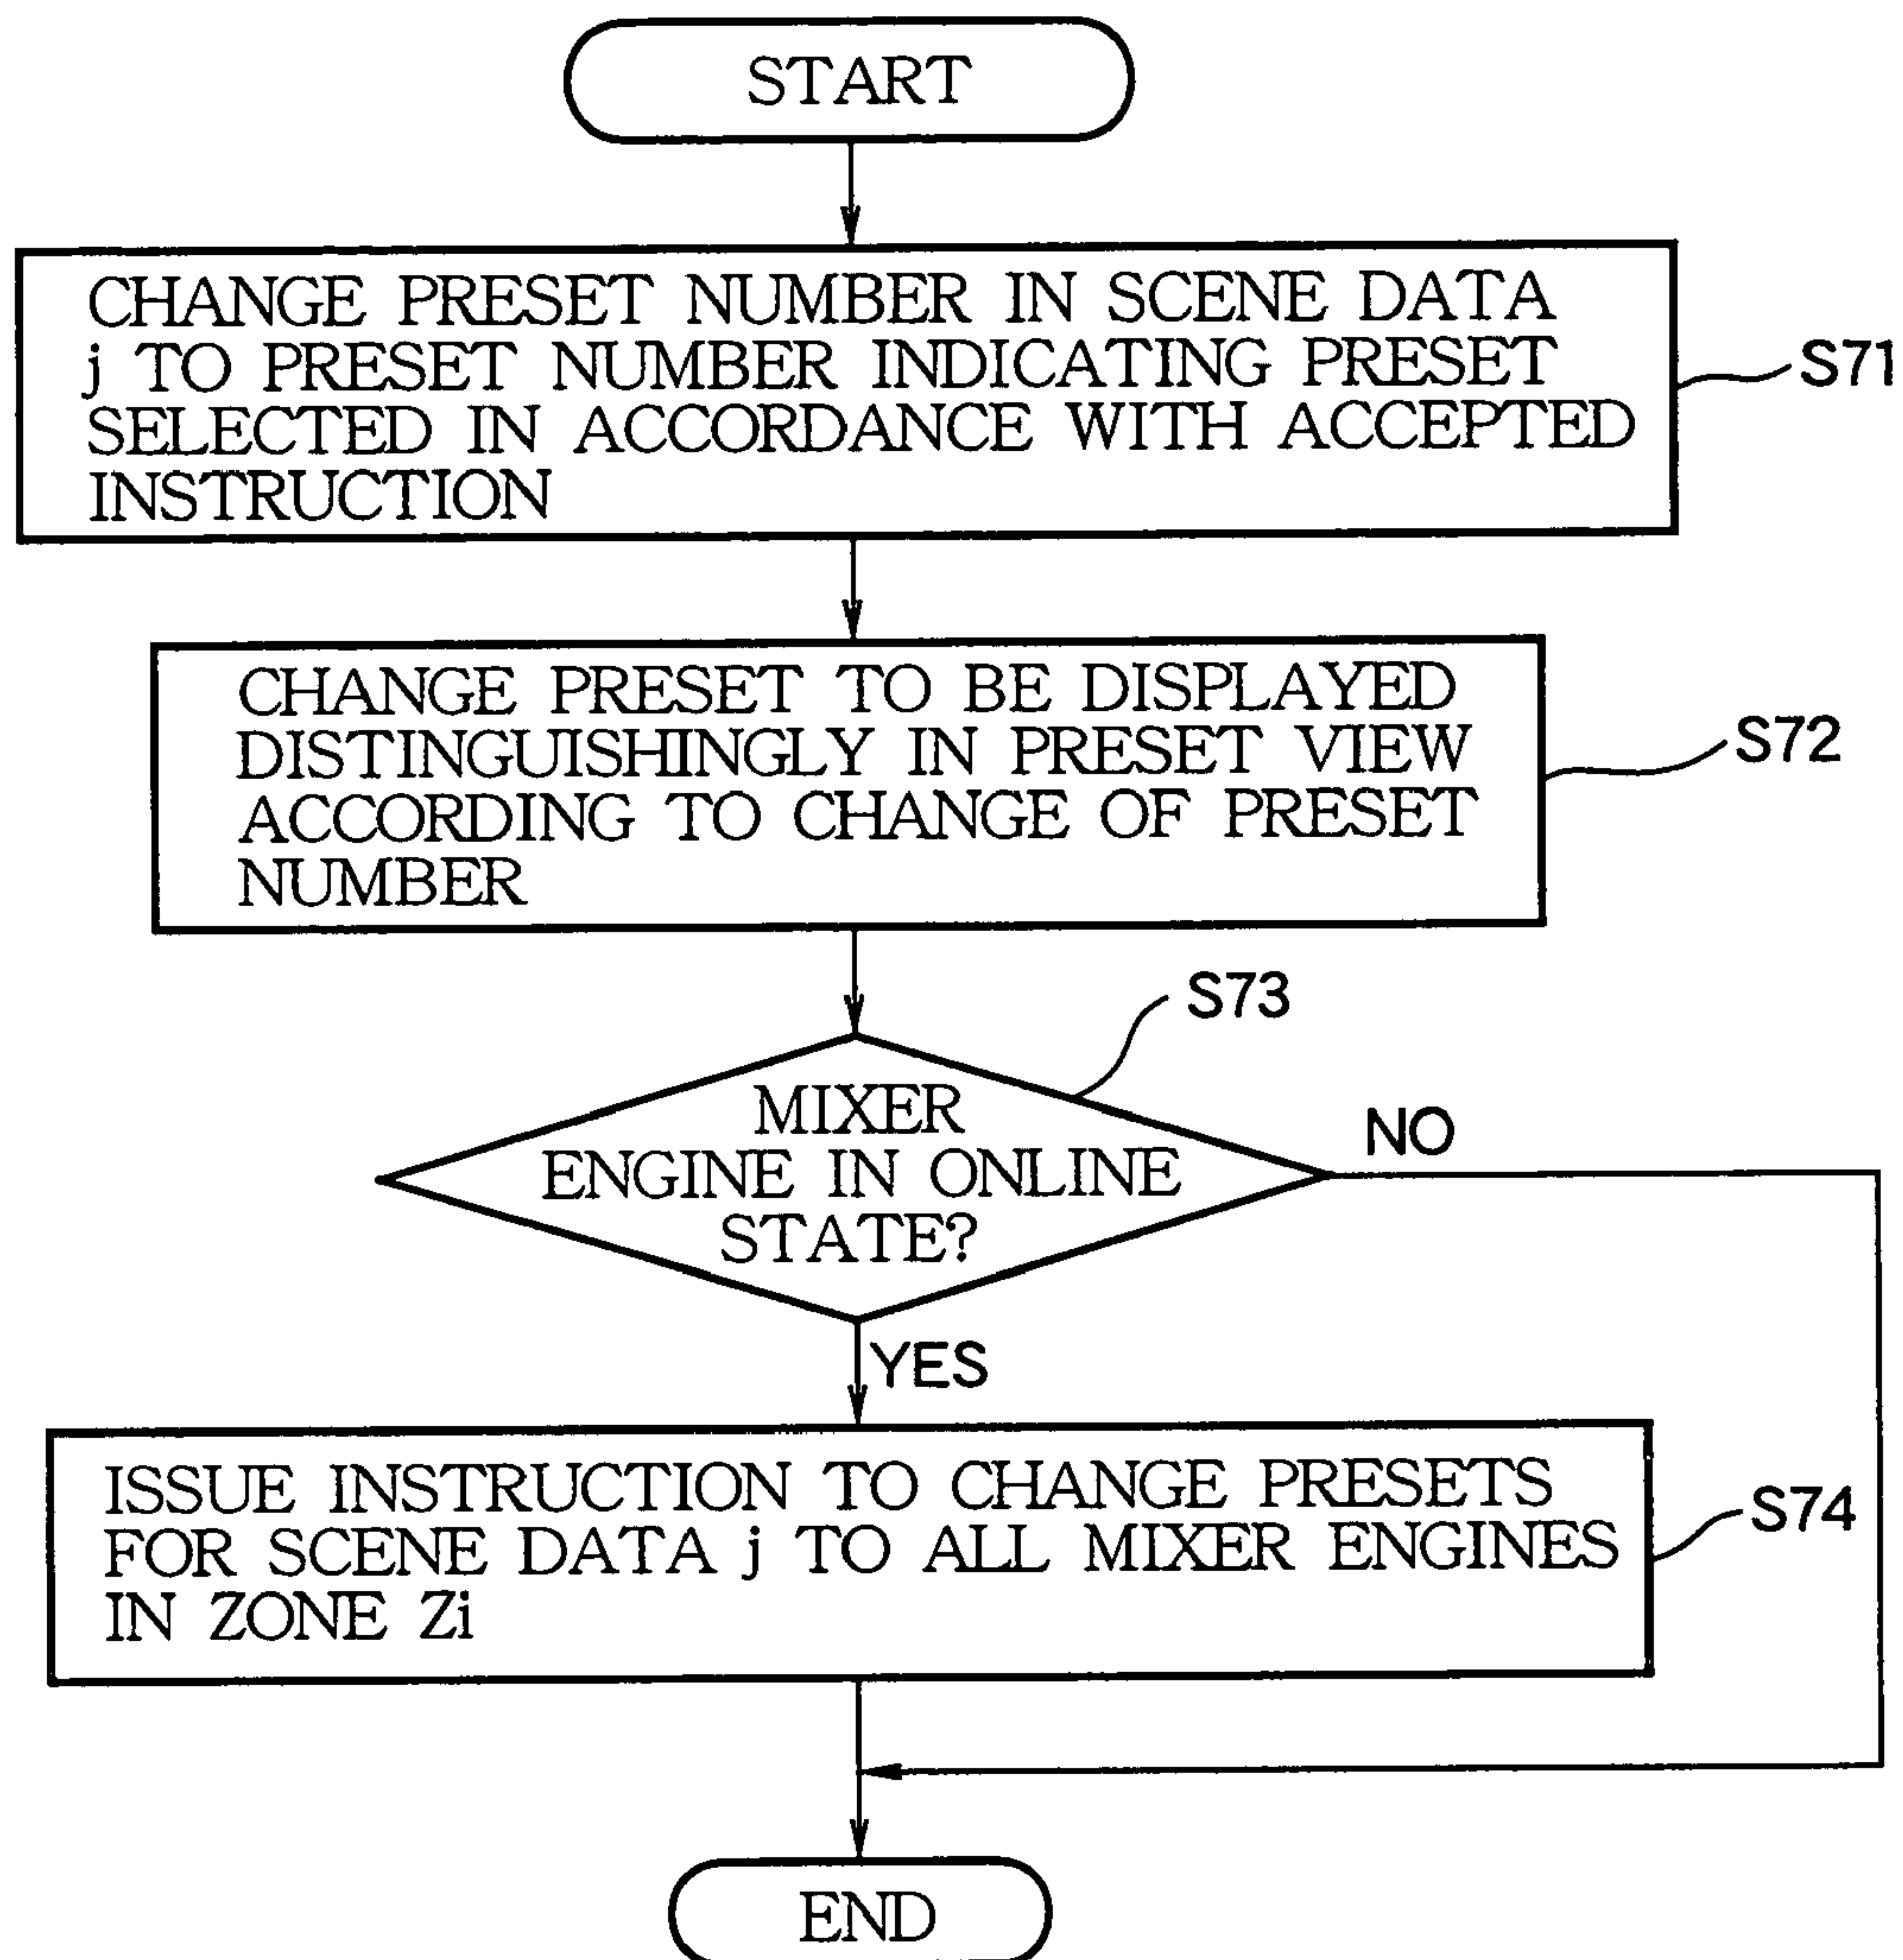 START
CHANGE PRESET NUMBER IN SCENE DATA
j TO PRESET NUMBER INDICATING PRESET
SELECTED IN ACCORDANCE WITH ACCEPTED
INSTRUCTION
S71
CHANGE PRESET TO BE DISPLAYED
DISTINGUISHINGLY IN PRESET VIEW
ACCORDING TO CHANGE OF PRESET
NUMBER
S72
S73
MIXER
ENGINE IN ONLINE
STATE?
NO
YES
ISSUE INSTRUCTION TO CHANGE PRESETS
FOR SCENE DATA j TO ALL MIXER ENGINES
IN ZONE Zi
S74
END